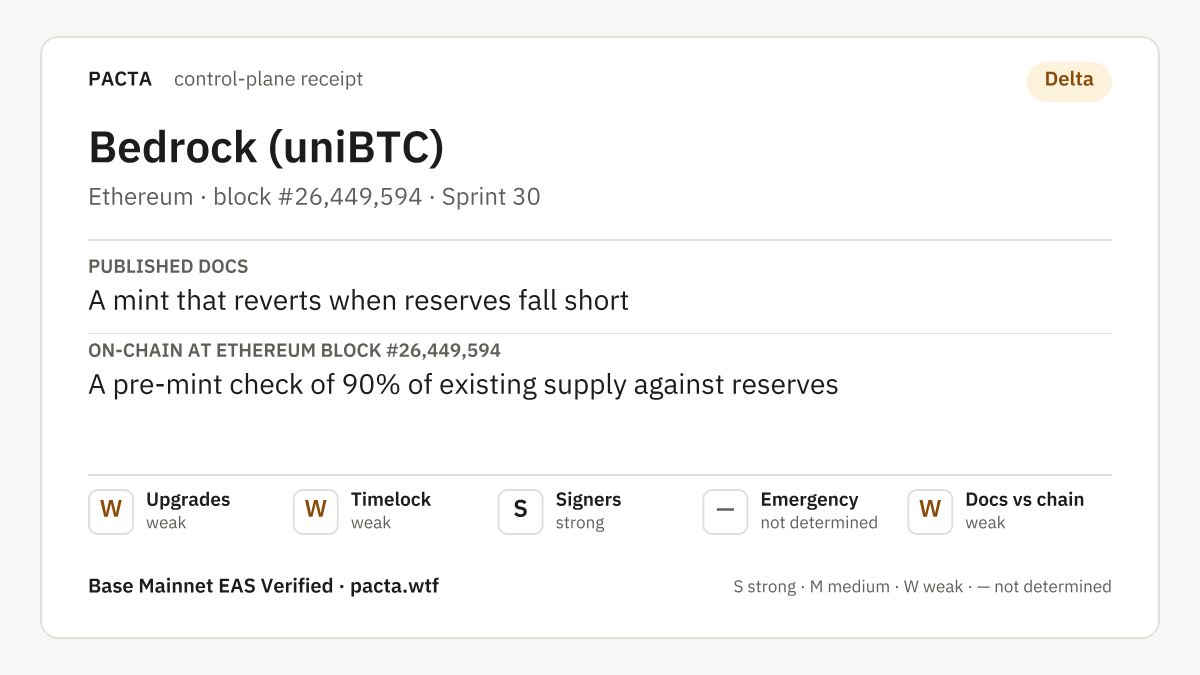 PACTA control-plane receipt
Delta
Bedrock (uniBTC)
Ethereum · block #26,449,594 · Sprint 30
PUBLISHED DOCS
A mint that reverts when reserves fall short
ON-CHAIN AT ETHEREUM BLOCK #26,449,594
A pre-mint check of 90% of existing supply against reserves
W Upgrades
weak
W Timelock
weak
S Signers
strong
— Emergency
not determined
W Docs vs chain
weak
Base Mainnet EAS Verified · pacta.wtf
S strong · M medium · W weak · — not determined